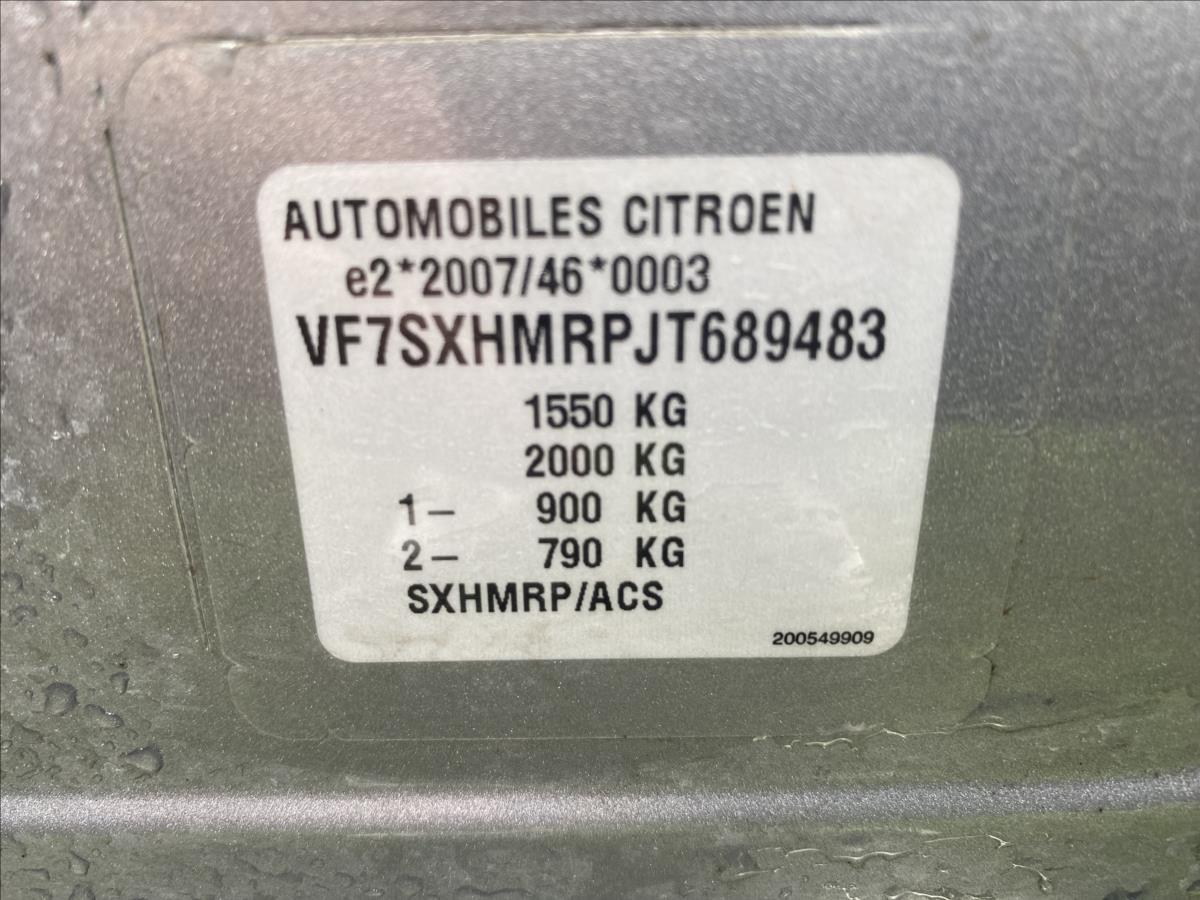 AUTOMOBILES CITROEN
e2*2007/46*0003
VF7SXHMRPJT689483
1550 KG
2000 KG
1– 900 KG
2– 790 KG
SXHMRP/ACS
200549909